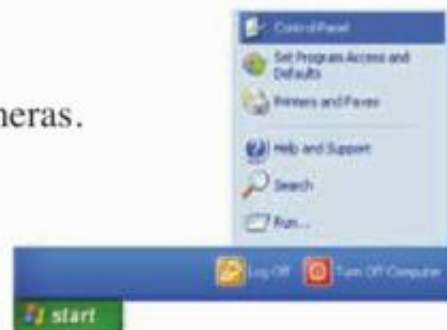 Control Panel
Set Program Access and
Defaults
Printers and Faxes
neras.
Help and Support
Search
Run...
Log Off Turn Off Computer
start